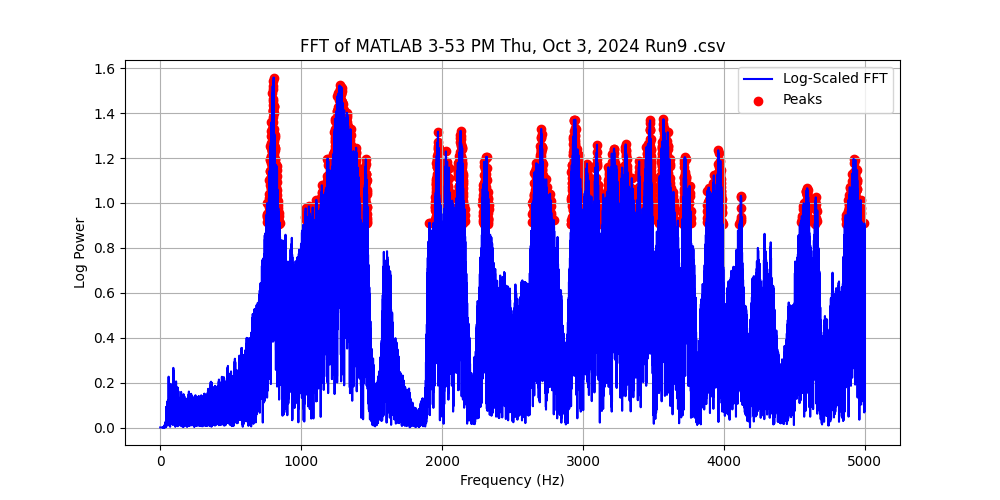 FFT of MATLAB 3-53 PM Thu, Oct 3, 2024 Run9 .csv
Log-Scaled FFT
Peaks
Log Power
1.6
1.4
1.2
1.0
0.8
0.6
0.4
0.2
0.0
0 1000 2000 3000 4000 5000
Frequency (Hz)